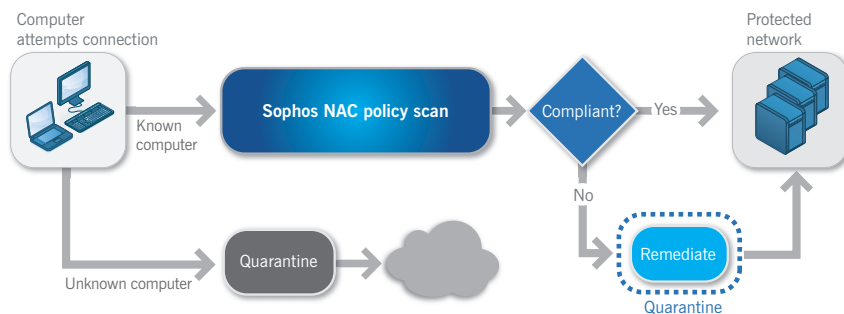 Computer
attempts connection
Protected
network
Sophos NAC policy scan
Compliant?
Yes
Known
computer
No
Quarantine
Remediate
Unknown computer
Quarantine